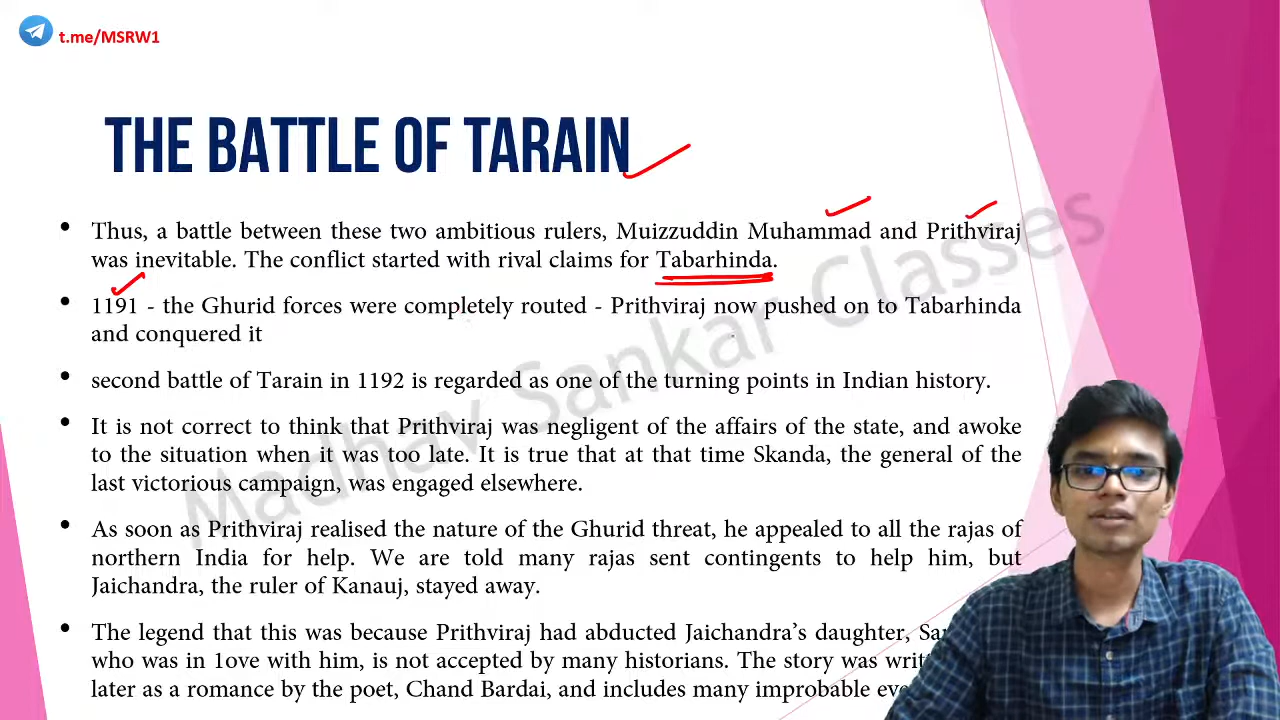 t.me/MSRW1
THE BATTLE OF TARAIN
• Thus, a battle between these two ambitious rulers, Muizzuddin Muhammad and Prithviraj
was inevitable. The conflict started with rival claims for Tabarhinda.
• 1191 - the Ghurid forces were completely routed - Prithviraj now pushed on to Tabarhinda
and conquered it
• second battle of Tarain in 1192 is regarded as one of the turning points in Indian history.
• It is not correct to think that Prithviraj was negligent of the affairs of the state, and awoke
to the situation when it was too late. It is true that at that time Skanda, the general of the
last victorious campaign, was engaged elsewhere.
• As soon as Prithviraj realised the nature of the Ghurid threat, he appealed to all the rajas of
northern India for help. We are told many rajas sent contingents to help him, but
Jaichandra, the ruler of Kanauj, stayed away.
• The legend that this was because Prithviraj had abducted Jaichandra's daughter,
who was in 1ove with him, is not accepted by many historians. The story was
later as a romance by the poet, Chand Bardai, and includes many improbable
Madhav Sankar Classes